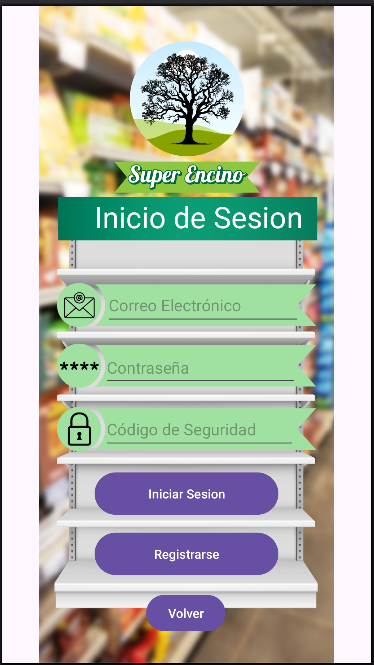 Super Encino
Inicio de Sesion
@
Correo Electrónico
**** Contraseña
Código de Seguridad
Iniciar Sesion
Registrarse
Volver